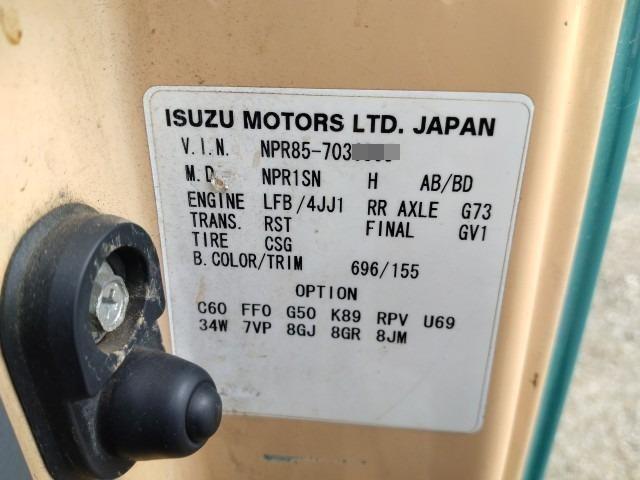 ISUZU MOTORS LTD. JAPAN
V.I.N. NPR85-703
M.D NPR1SN H AB/BD
ENGINE LFB/4JJ1 RR AXLE G73
TRANS. RST FINAL GV1
TIRE CSG
B.COLOR/TRIM 696/155
OPTION
C60 FF0 G50 K89 RPV U69
34W 7VP 8GJ 8GR 8JM